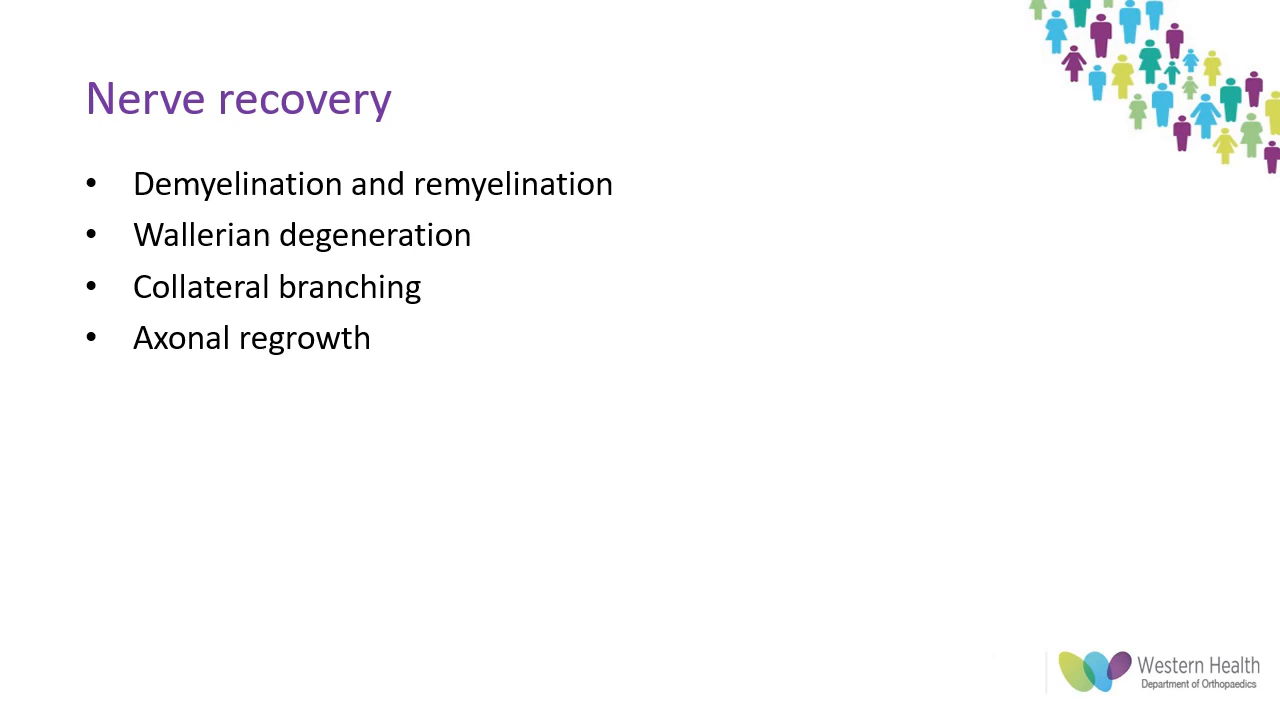 Nerve recovery
• Demyelination and remyelination
• Wallerian degeneration
• Collateral branching
• Axonal regrowth
Western Health
Department of Orthopaedics